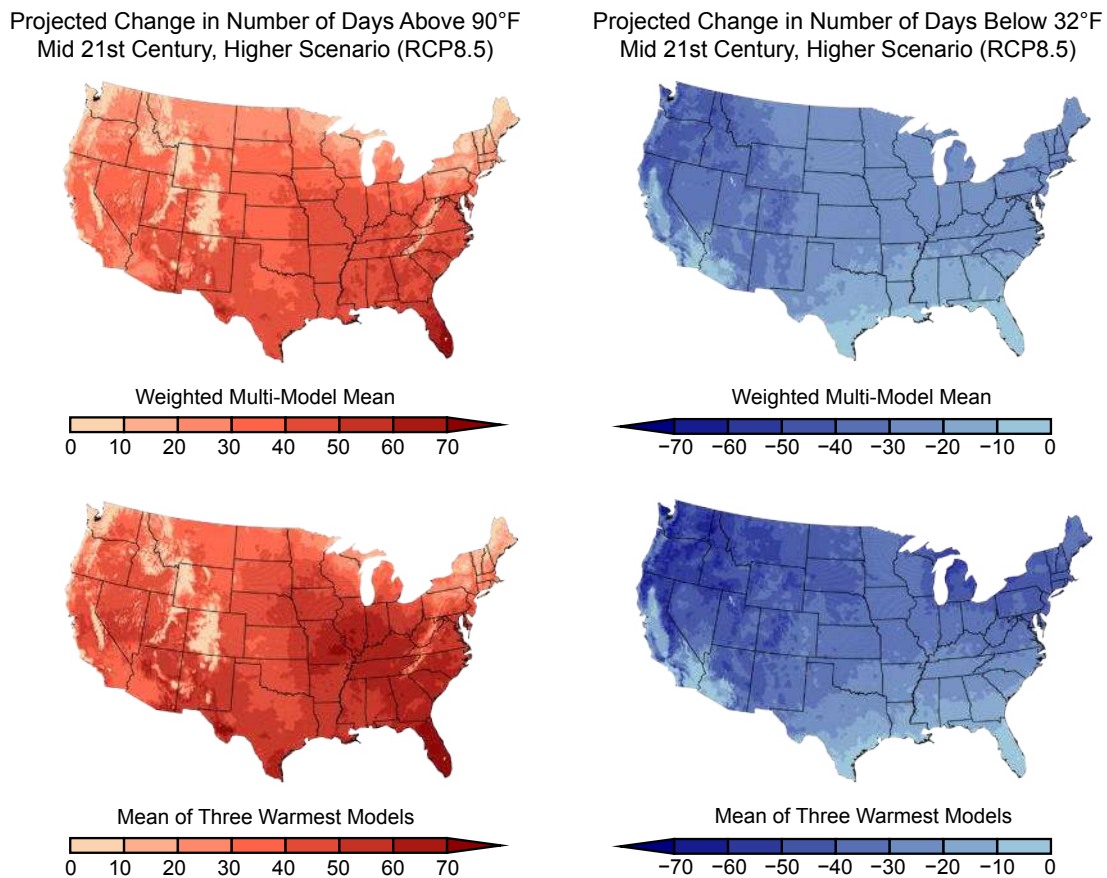 Projected Change in Number of Days Above 90°F
Mid 21st Century, Higher Scenario (RCP8.5)
Projected Change in Number of Days Below 32°F
Mid 21st Century, Higher Scenario (RCP8.5)
Weighted Multi-Model Mean
0 10 20 30 40 50 60 70
Weighted Multi-Model Mean
−70 −60 −50 −40 −30 −20 −10 0
Mean of Three Warmest Models
0 10 20 30 40 50 60 70
Mean of Three Warmest Models
−70 −60 −50 −40 −30 −20 −10 0